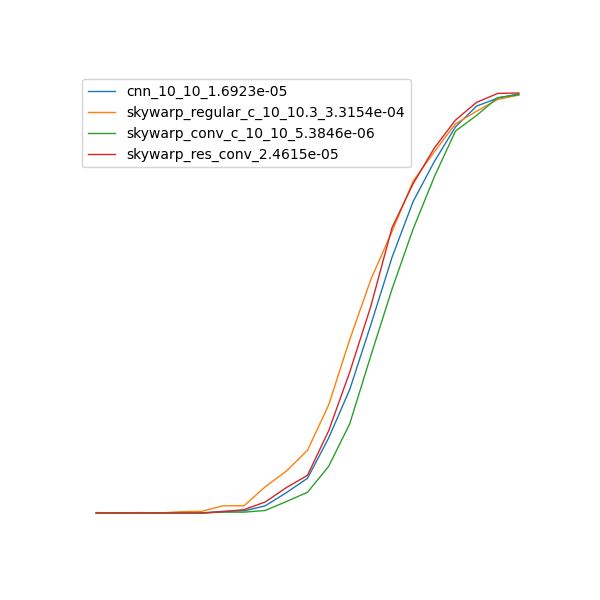 cnn_10_10_1.6923e-05
skywarp_regular_c_10_10.3_3.3154e-04
skywarp_conv_c_10_10_5.3846e-06
skywarp_res_conv_2.4615e-05